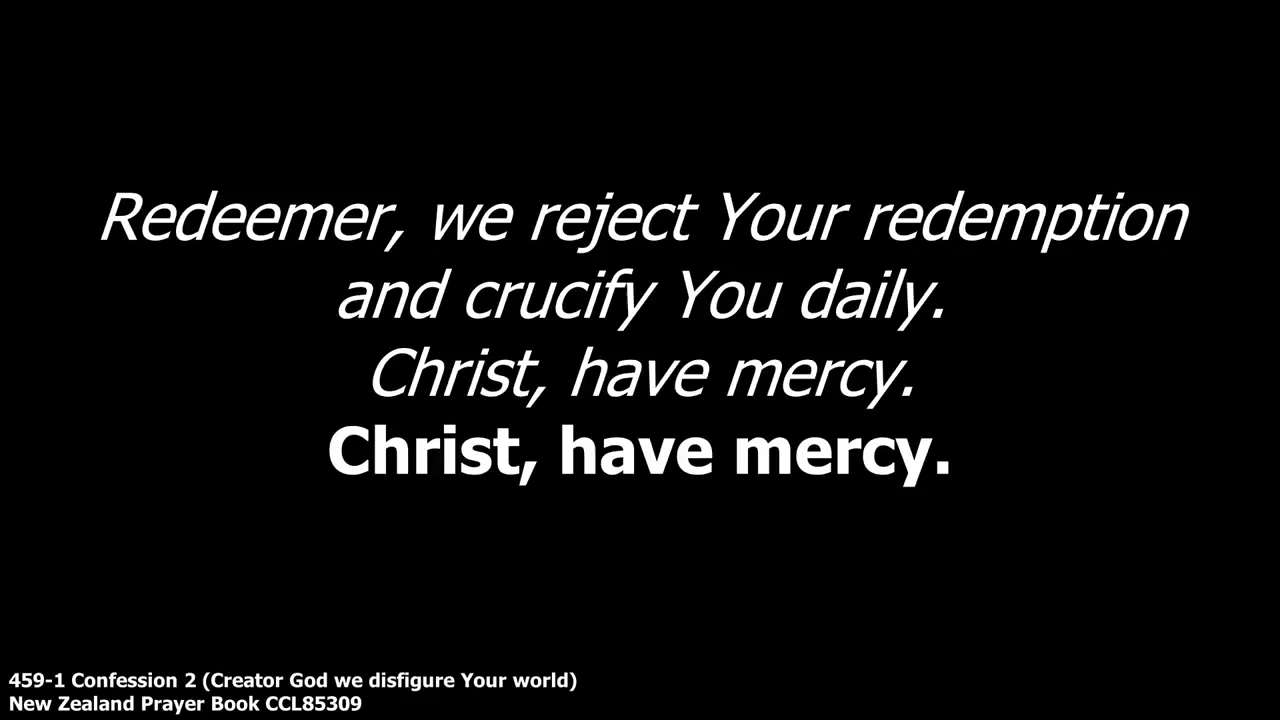 Redeemer, we reject Your redemption
and crucify You daily.
Christ, have mercy.
Christ, have mercy.
459-1 Confession 2 (Creator God we disfigure Your world)
New Zealand Prayer Book CCL85309